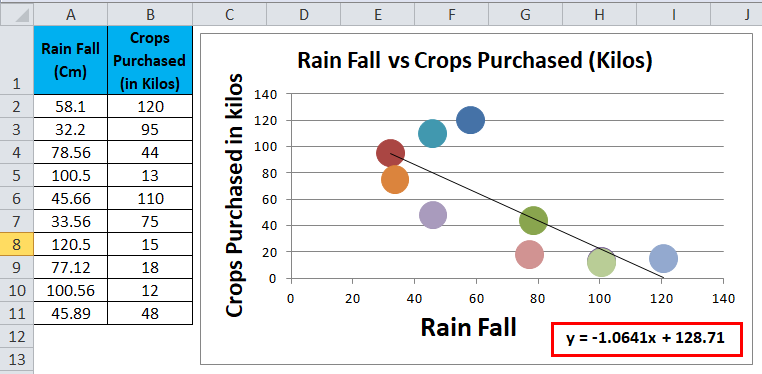 A B C D E F G H I J
1 Rain Fall (Cm) Crops Purchased (in Kilos)
2 58.1 120
3 32.2 95
4 78.56 44
5 100.5 13
6 45.66 110
7 33.56 75
8 120.5 15
9 77.12 18
10 100.56 12
11 45.89 48
12
13
Rain Fall vs Crops Purchased (Kilos)
Crops Purchased in kilos
140
120
100
80
60
40
20
0
0 20 40 60 80 100 120 140
Rain Fall
y = -1.0641x + 128.71